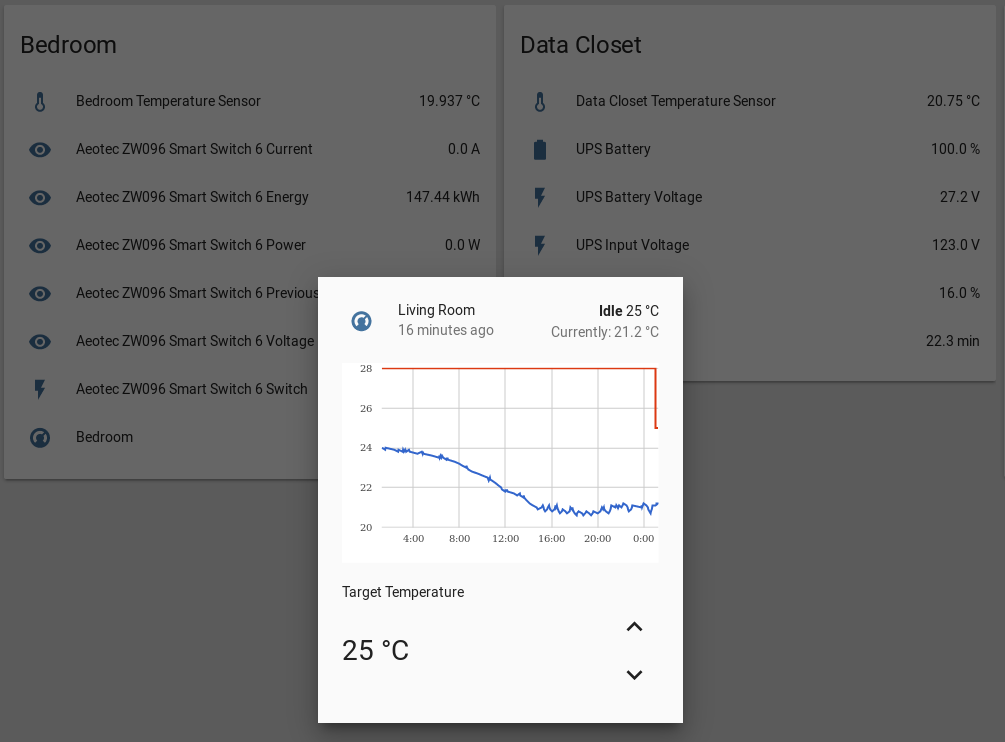 Bedroom
Bedroom Temperature Sensor 19.937 °C
Aeotec ZW096 Smart Switch 6 Current 0.0 A
Aeotec ZW096 Smart Switch 6 Energy 147.44 kWh
Aeotec ZW096 Smart Switch 6 Power 0.0 W
Aeotec ZW096 Smart Switch 6 Previous
Aeotec ZW096 Smart Switch 6 Voltage
Aeotec ZW096 Smart Switch 6 Switch
Bedroom
Data Closet
Data Closet Temperature Sensor 20.75 °C
UPS Battery 100.0 %
UPS Battery Voltage 27.2 V
UPS Input Voltage 123.0 V
16.0 %
22.3 min
Living Room Idle 25 °C
16 minutes ago Currently: 21.2 °C
28
26
24
22
20
4:00 8:00 12:00 16:00 20:00 0:00
Target Temperature
25 °C